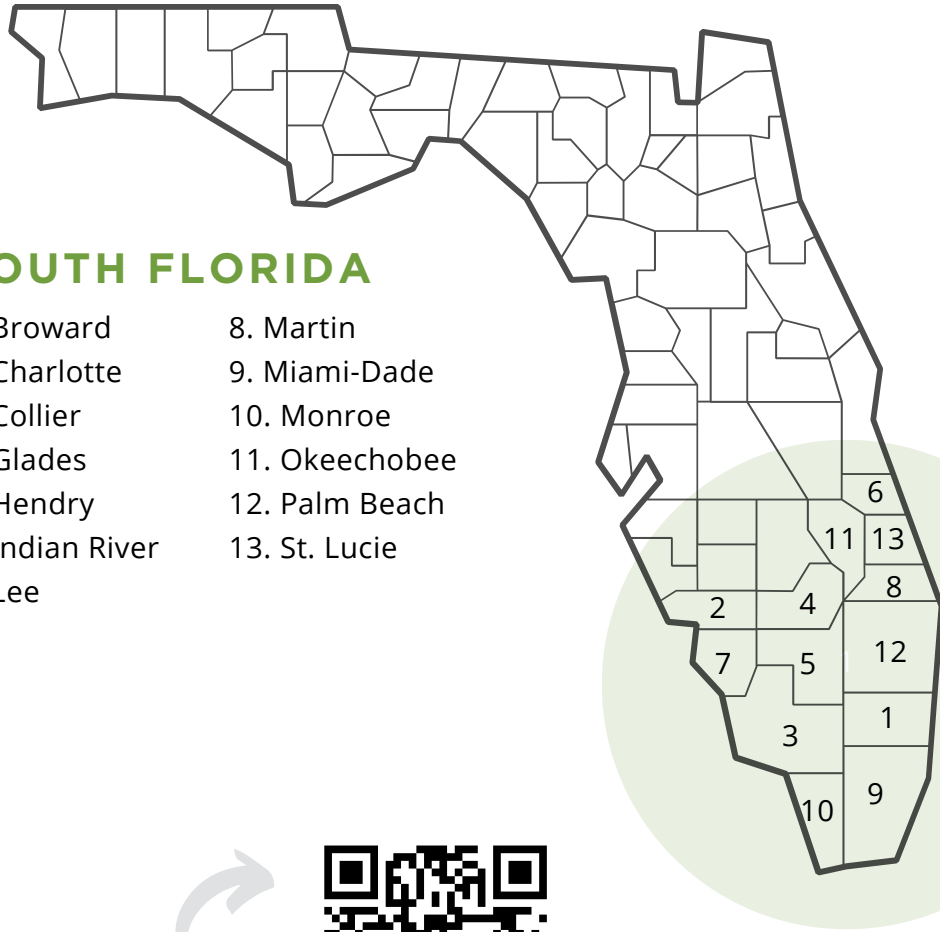 OUTH FLORIDA
Broward
Charlotte
Collier
Glades
Hendry
ndian River
Lee
8. Martin
9. Miami-Dade
10. Monroe
11. Okeechobee
12. Palm Beach
13. St. Lucie
6
11 13
8
2 4
12
7 5
1
3
9
10